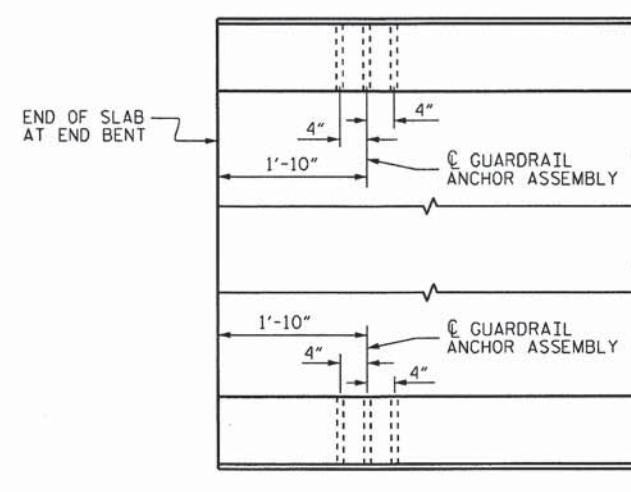 4"
END OF SLAB
AT END BENT
4"
1'-10"
℄ GUARDRAIL
ANCHOR ASSEMBLY
1'-10"
℄ GUARDRAIL
ANCHOR ASSEMBLY
4"
4"